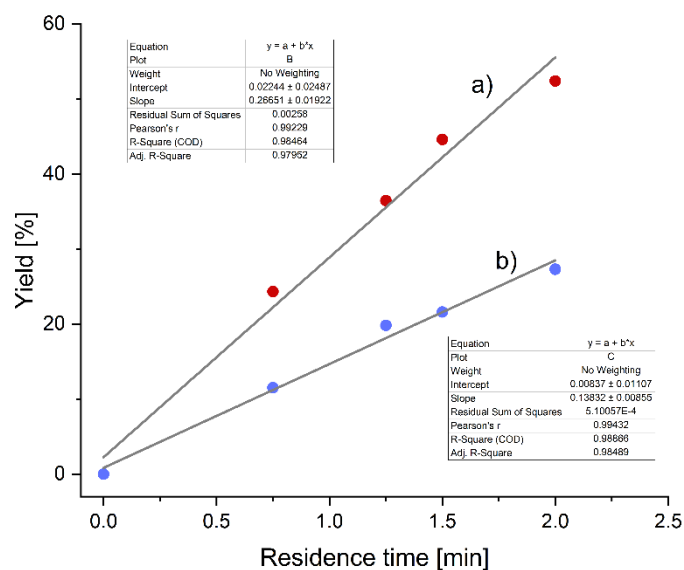 60
40
20
0
Yield [%]
Equation y = a + b*x
Plot B
Weight No Weighting
Intercept 0.02244 ± 0.02487
Slope 0.26651 ± 0.01922
Residual Sum of Squares 0.00258
Pearson's r 0.99229
R-Square (COD) 0.98464
Adj. R-Square 0.97952
a)
b)
Equation y = a + b*x
Plot C
Weight No Weighting
Intercept 0.00837 ± 0.01107
Slope 0.13832 ± 0.00855
Residual Sum of Squares 5.10057E-4
Pearson's r 0.99432
R-Square (COD) 0.98866
Adj. R-Square 0.98489
0.0 0.5 1.0 1.5 2.0 2.5
Residence time [min]